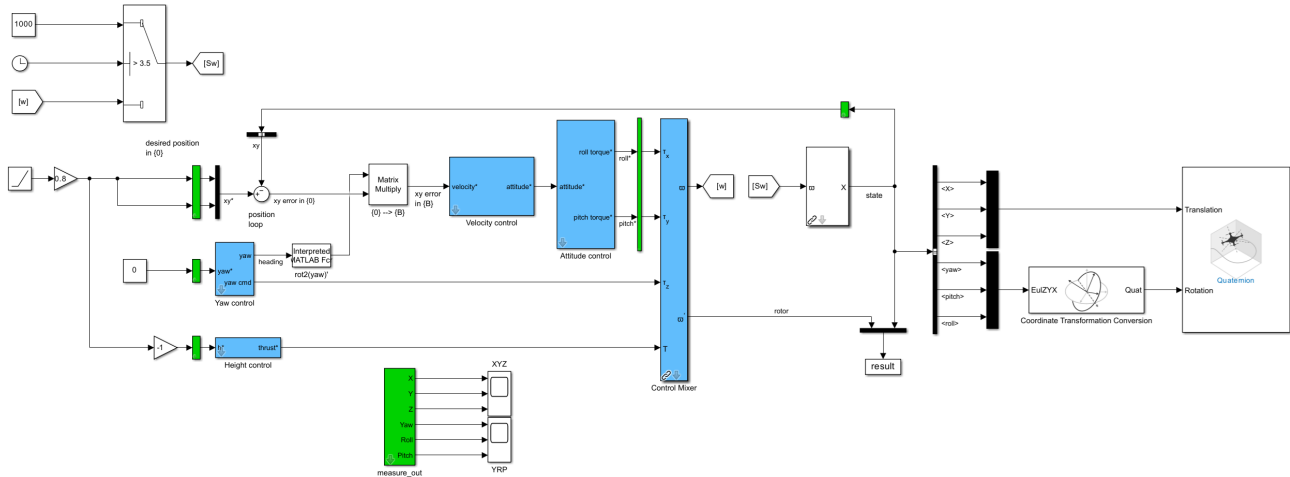 1000
> 3.5
[Sw]
[w]
desired position
in {0}
0.8
xy*
xy
position
loop
xy error in {0}
Matrix
Multiply
{0} --> {B}
xy error
in {B}
velocity*
attitude*
Velocity control
attitude*
roll torque*
pitch torque*
Attitude control
roll*
pitch*
τx
τy
τz
T
ϖ
ϖ'
Control Mixer
[w]
[Sw]
ϖ
X
state
rotor
result
0
yaw*
yaw
yaw cmd
Yaw control
heading
Interpreted
MATLAB Fcn
rot2(yaw)'
-1
h*
thrust*
Height control
X
Y
Z
Yaw
Roll
Pitch
measure_out
XYZ
YRP
<X>
<Y>
<Z>
<yaw>
<pitch>
<roll>
EulZYX
Quat
Coordinate Transformation Conversion
Translation
Rotation
Quaternion